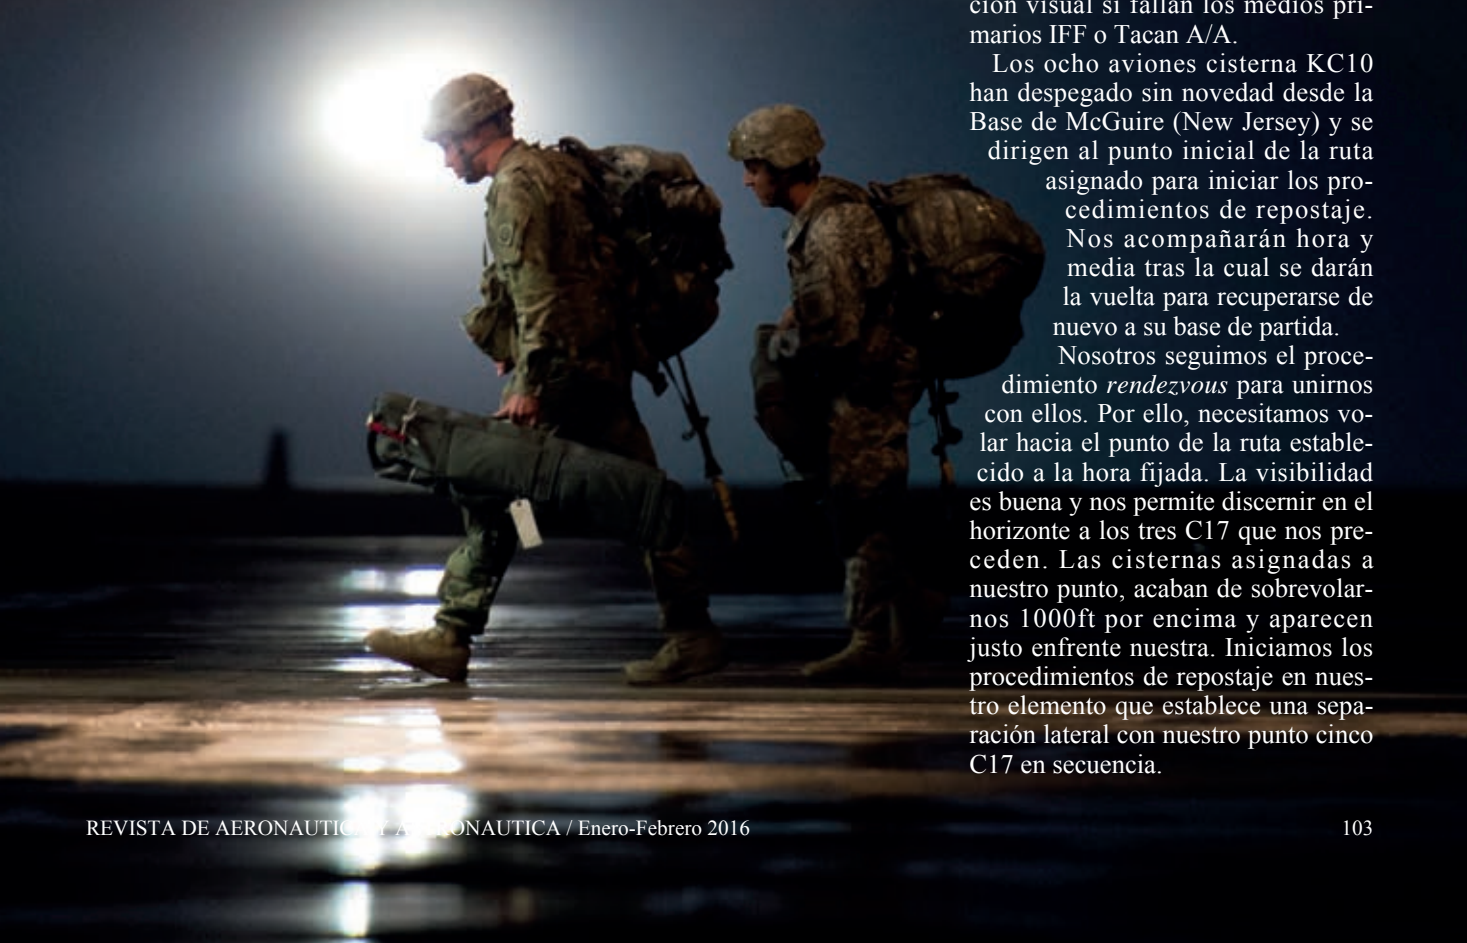 ción visual si fallan los medios pri-
marios IFF o Tacan A/A.
Los ocho aviones cisterna KC10
han despegado sin novedad desde la
Base de McGuire (New Jersey) y se
dirigen al punto inicial de la ruta
asignado para iniciar los pro-
cedimientos de repostaje.
Nos acompañarán hora y
media tras la cual se darán
la vuelta para recuperarse de
nuevo a su base de partida.
Nosotros seguimos el proce-
dimiento rendezvous para unirnos
con ellos. Por ello, necesitamos vo-
lar hacia el punto de la ruta estable-
cido a la hora fijada. La visibilidad
es buena y nos permite discernir en el
horizonte a los tres C17 que nos pre-
ceden. Las cisternas asignadas a
nuestro punto, acaban de sobrevolar-
nos 1000ft por encima y aparecen
justo enfrente nuestra. Iniciamos los
procedimientos de repostaje en nues-
tro elemento que establece una sepa-
ración lateral con nuestro punto cinco
C17 en secuencia.
REVISTA DE AERONAUTICA Y ASTRONAUTICA / Enero-Febrero 2016
103